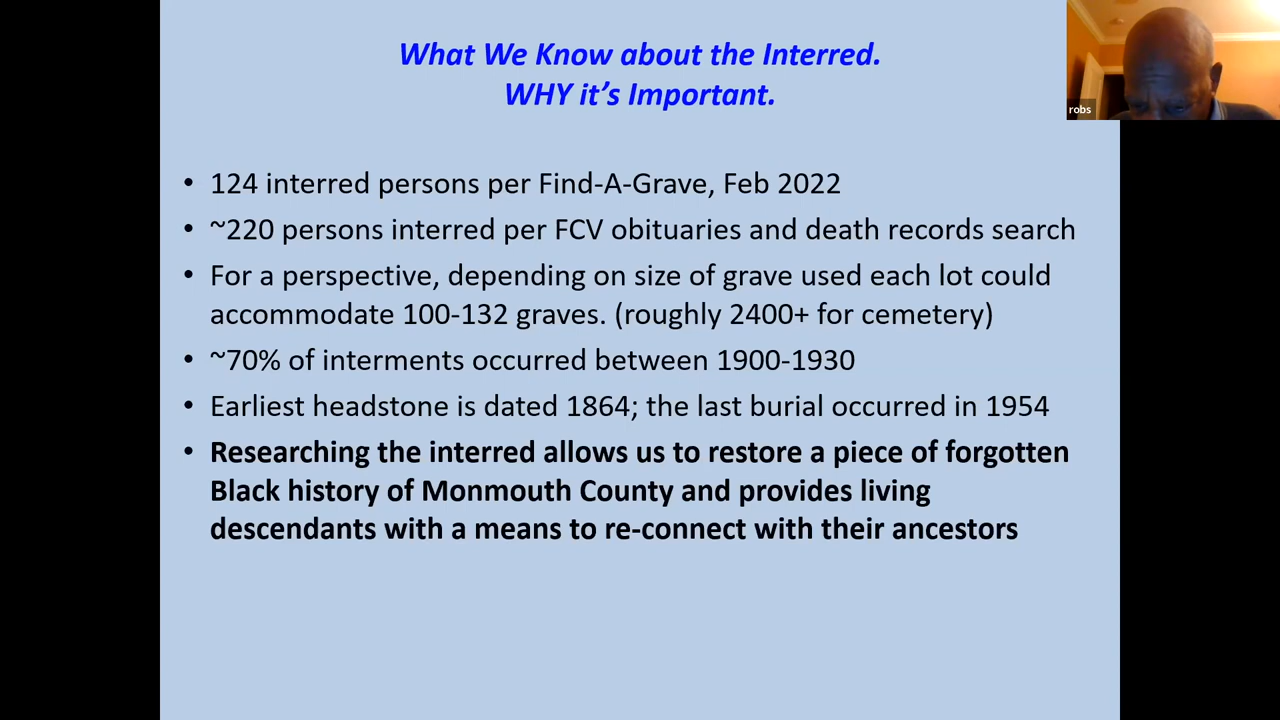 What We Know about the Interred.
WHY it’s Important.
robs
• 124 interred persons per Find-A-Grave, Feb 2022
• ~220 persons interred per FCV obituaries and death records search
• For a perspective, depending on size of grave used each lot could
accommodate 100-132 graves. (roughly 2400+ for cemetery)
• ~70% of interments occurred between 1900-1930
• Earliest headstone is dated 1864; the last burial occurred in 1954
• Researching the interred allows us to restore a piece of forgotten
Black history of Monmouth County and provides living
descendants with a means to re-connect with their ancestors